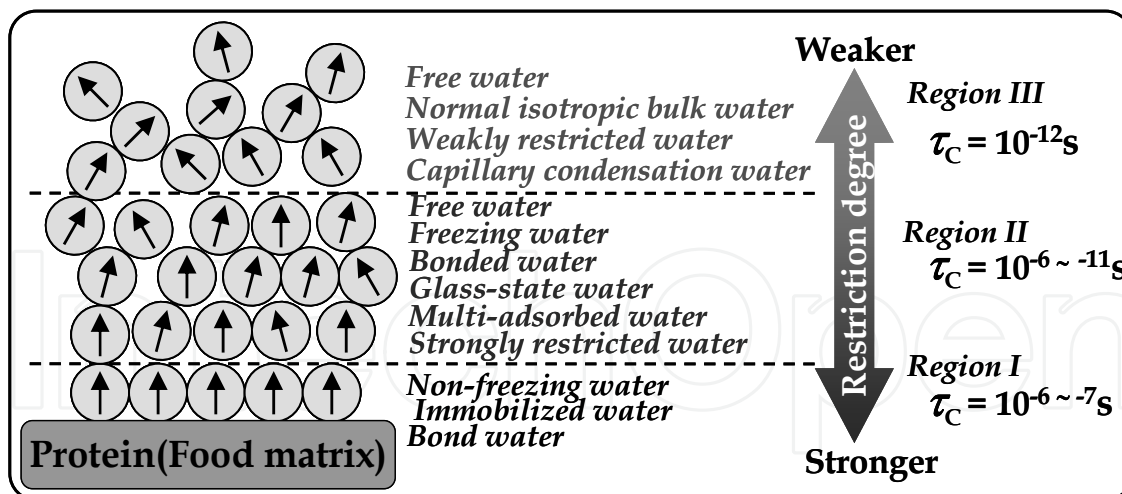 Weaker
Free water
Normal isotropic bulk water
Weakly restricted water
Capillary condensation water
Region III
τC = 10-12s
Free water
Freezing water
Bonded water
Glass-state water
Multi-adsorbed water
Strongly restricted water
Region II
τC = 10-6 ~ -11s
Restriction degree
Non-freezing water
Immobilized water
Bond water
Region I
τC = 10-6 ~ -7s
Stronger
Protein(Food matrix)
IntechOpen